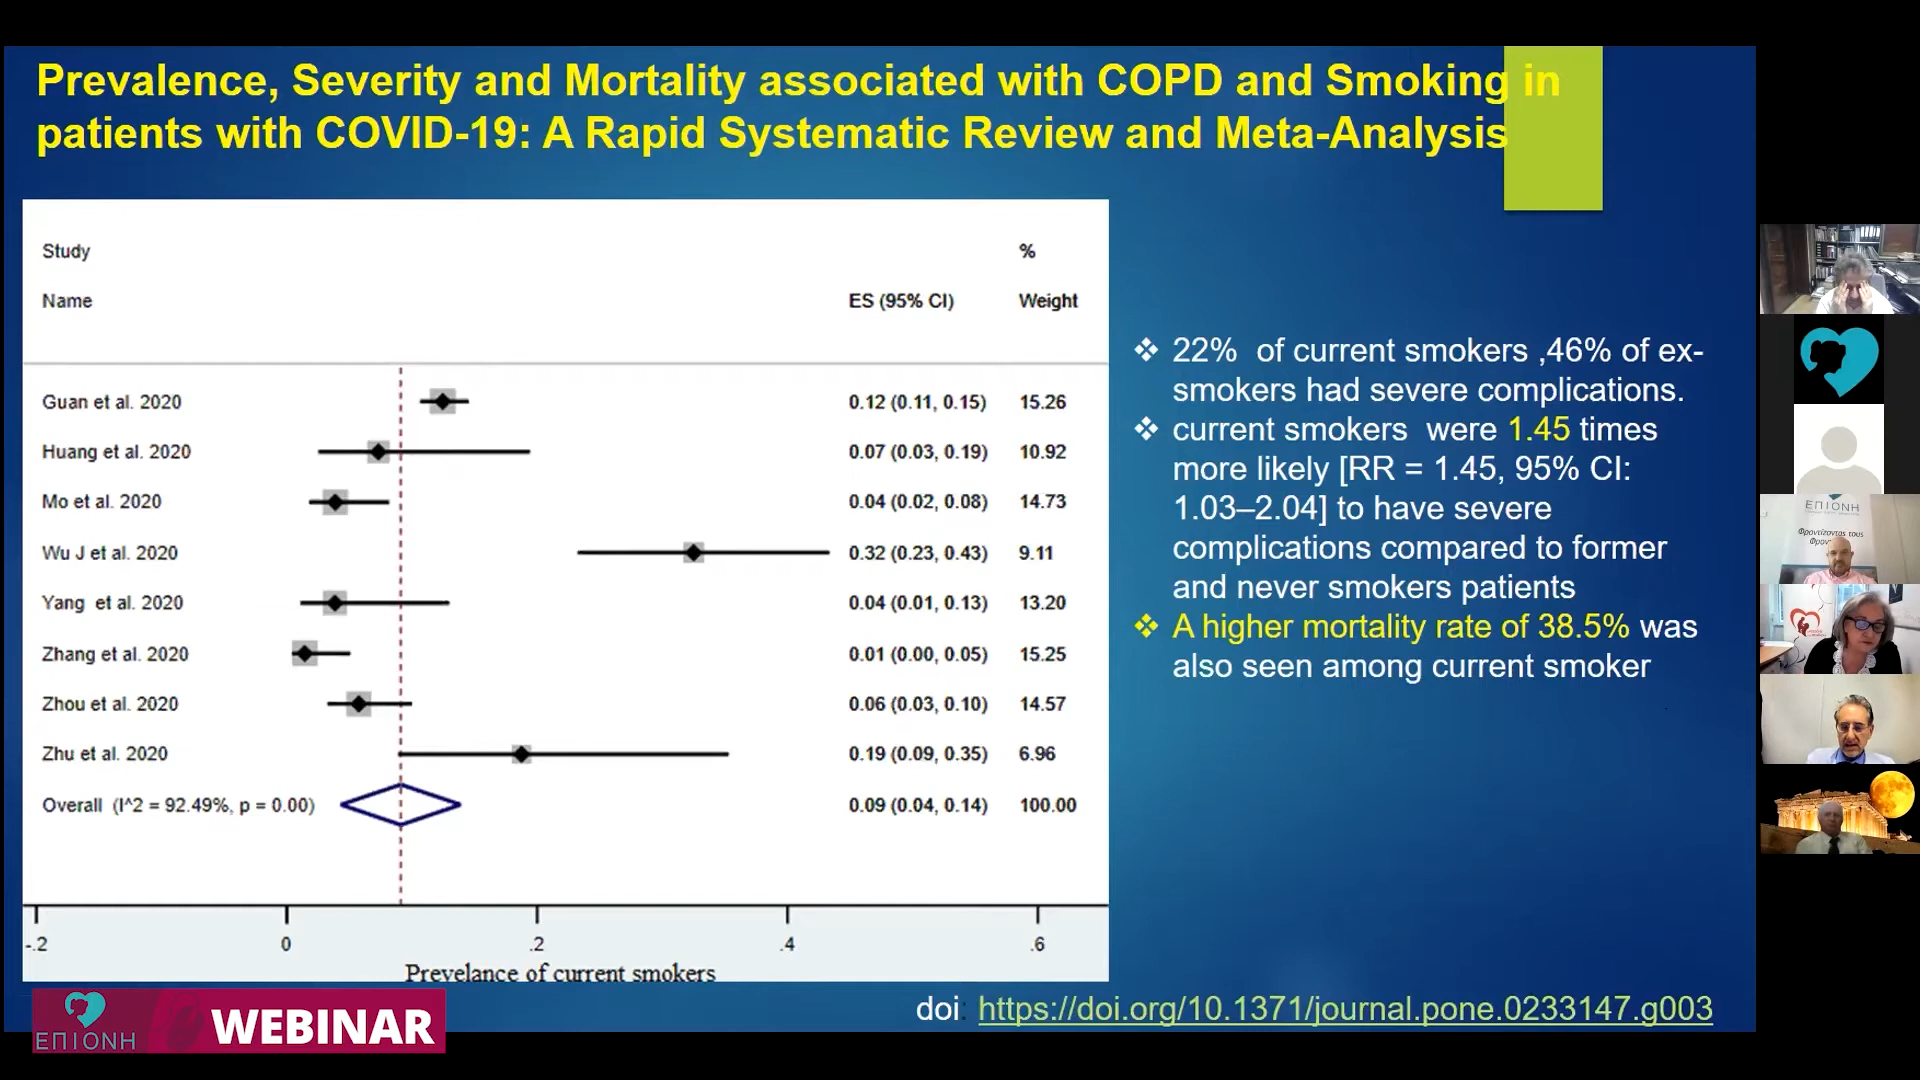 Prevalence, Severity and Mortality associated with COPD and Smoking in
patients with COVID-19: A Rapid Systematic Review and Meta-Analysis
Study %
Name ES (95% CI) Weight
Guan et al. 2020 0.12 (0.11, 0.15) 15.26
Huang et al. 2020 0.07 (0.03, 0.19) 10.92
Mo et al. 2020 0.04 (0.02, 0.08) 14.73
Wu J et al. 2020 0.32 (0.23, 0.43) 9.11
Yang et al. 2020 0.04 (0.01, 0.13) 13.20
Zhang et al. 2020 0.01 (0.00, 0.05) 15.25
Zhou et al. 2020 0.06 (0.03, 0.10) 14.57
Zhu et al. 2020 0.19 (0.09, 0.35) 6.96
Overall (I^2 = 92.49%, p = 0.00) 0.09 (0.04, 0.14) 100.00
-.2 0 .2 .4 .6
Prevelance of current smokers
❖ 22% of current smokers ,46% of ex-
smokers had severe complications.
❖ current smokers were 1.45 times
more likely [RR = 1.45, 95% CI:
1.03–2.04] to have severe
complications compared to former
and never smokers patients
❖ A higher mortality rate of 38.5% was
also seen among current smoker
doi: https://doi.org/10.1371/journal.pone.0233147.g003
ΕΠΙΟΝΗ
WEBINAR
ΕΠΙΟΝΗ
Φροντίζοντας τους